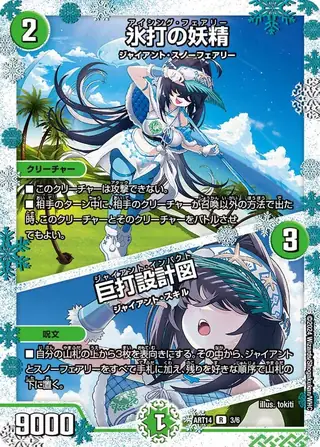 2
アイシング・フェアリー
氷打の妖精
ジャイアント・スノーフェアリー
クリーチャー
■このクリーチャーは攻撃できない。
■相手のターン中に、相手のクリーチャーが召喚以外の方法で出た
時、このクリーチャーとそのクリーチャーをバトルさせ
てもよい。
3
ジャイアント・インパクト
巨打設計図
ジャイアント・スキル
呪文
■自分の山札の上から3枚を表向きにする。その中から、ジャイアント
とスノーフェアリーをすべて手札に加え、残りを好きな順序で山札の
下に置く。
9000
1
ART14 R 3/6
illus. tokiti